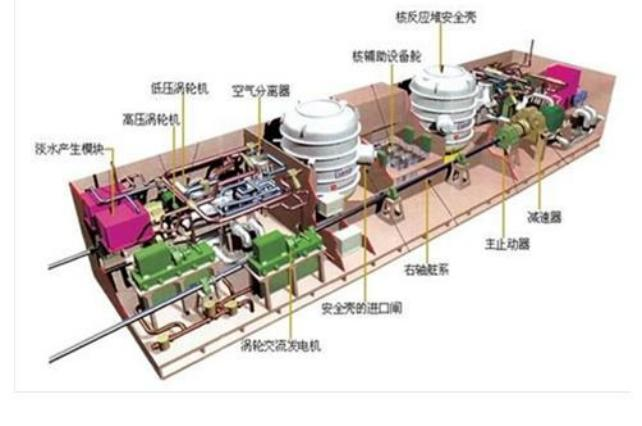 核反应堆安全壳
核辅助设备舱
低压涡轮机
空气分离器
高压涡轮机
淡水产生模块
减速器
主止动器
右轴舷系
安全壳的进口闸
涡轮交流发电机